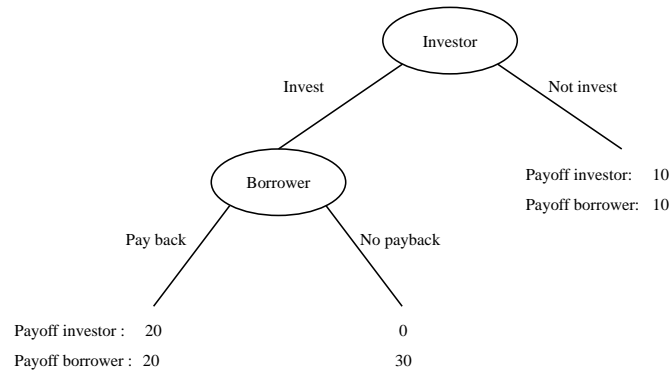 Investor
Invest
Not invest
Borrower
Payoff investor: 10
Payoff borrower: 10
Pay back
No payback
Payoff investor : 20 0
Payoff borrower : 20 30